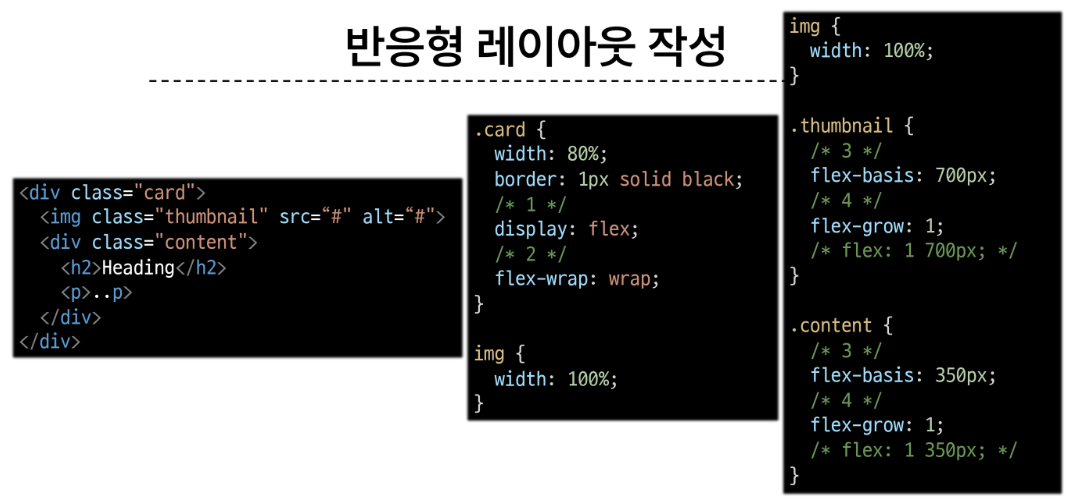 반응형 레이아웃 작성
<div class="card">
  <img class="thumbnail" src=“#" alt=“#">
  <div class="content">
    <h2>Heading</h2>
    <p>..p>
  </div>
</div>
.card {
  width: 80%;
  border: 1px solid black;
  /* 1 */
  display: flex;
  /* 2 */
  flex-wrap: wrap;
}
img {
  width: 100%;
}
img {
  width: 100%;
}
.thumbnail {
  /* 3 */
  flex-basis: 700px;
  /* 4 */
  flex-grow: 1;
  /* flex: 1 700px; */
}
.content {
  /* 3 */
  flex-basis: 350px;
  /* 4 */
  flex-grow: 1;
  /* flex: 1 350px; */
}